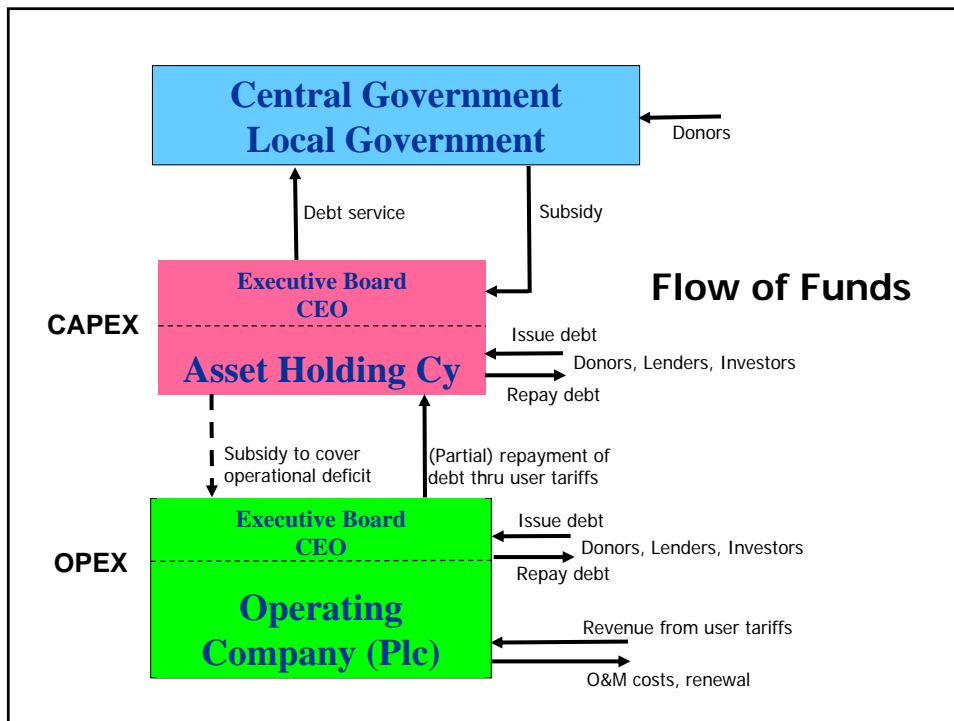 Central Government
Local Government
Donors
Debt service
Subsidy
Flow of Funds
CAPEX
Executive Board
CEO
Asset Holding Cy
Issue debt
Donors, Lenders, Investors
Repay debt
Subsidy to cover
operational deficit
(Partial) repayment of
debt thru user tariffs
OPEX
Executive Board
CEO
Operating
Company (Plc)
Issue debt
Donors, Lenders, Investors
Repay debt
Revenue from user tariffs
O&M costs, renewal